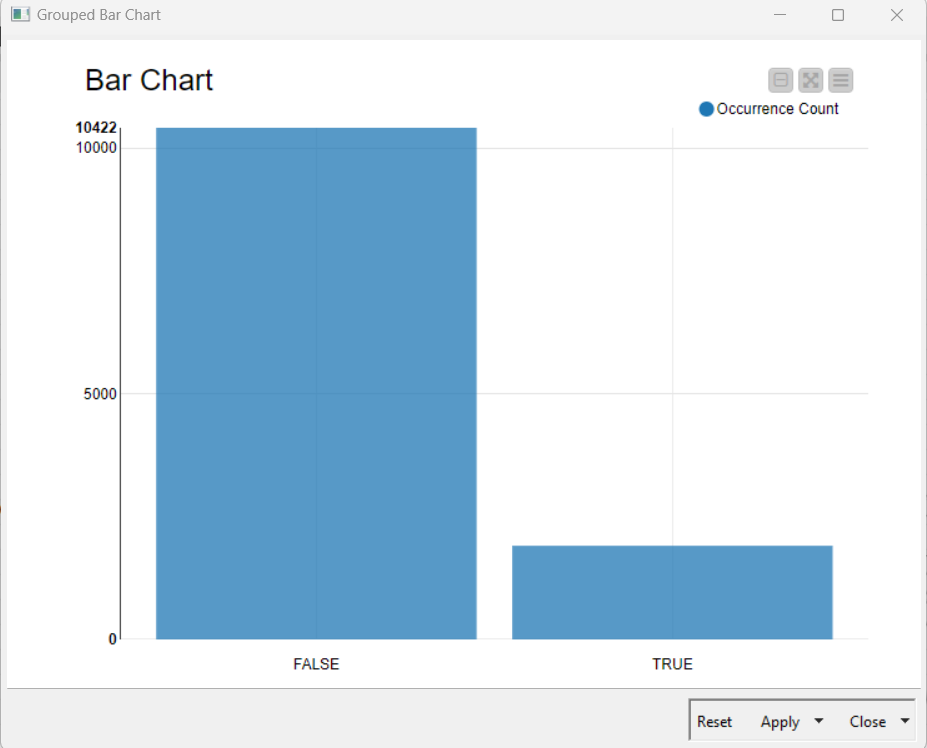 Grouped Bar Chart
Bar Chart
Occurrence Count
10422
10000
5000
0
FALSE TRUE
Reset Apply Close